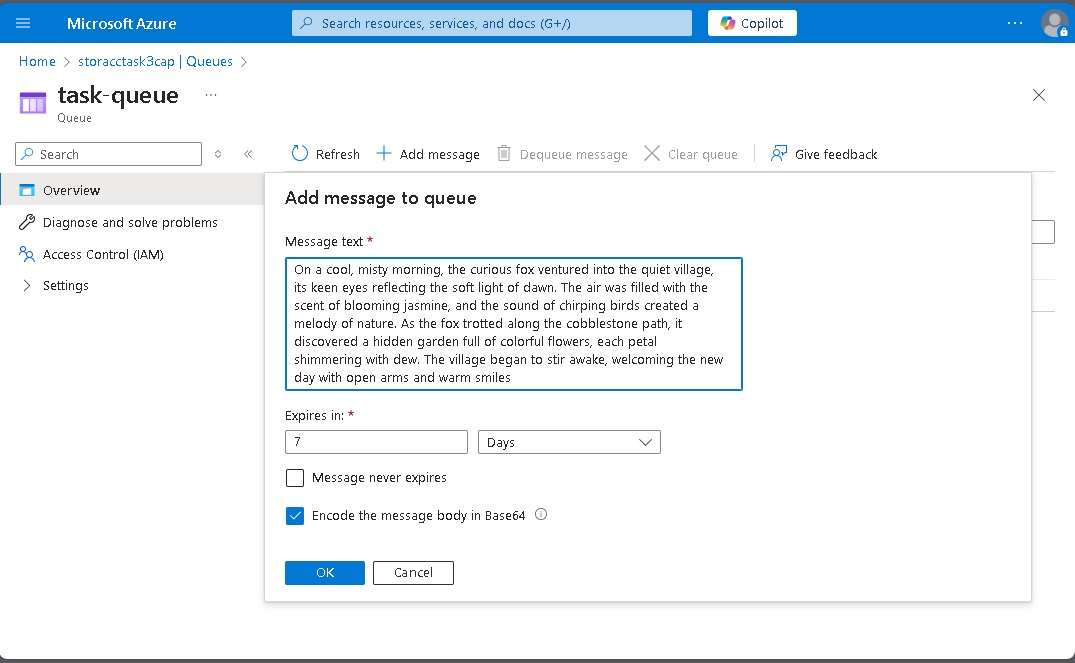 Microsoft Azure
Search resources, services, and docs (G+/)
Copilot
...
Home > storacctask3cap | Queues >
task-queue
...
Queue
Search
«
Refresh
Add message
Dequeue message
Clear queue
Give feedback
Overview
Diagnose and solve problems
Access Control (IAM)
Settings
Add message to queue
Message text *
On a cool, misty morning, the curious fox ventured into the quiet village,
its keen eyes reflecting the soft light of dawn. The air was filled with the
scent of blooming jasmine, and the sound of chirping birds created a
melody of nature. As the fox trotted along the cobblestone path, it
discovered a hidden garden full of colorful flowers, each petal
shimmering with dew. The village began to stir awake, welcoming the new
day with open arms and warm smiles
Expires in: *
7
Days
Message never expires
Encode the message body in Base64
OK
Cancel